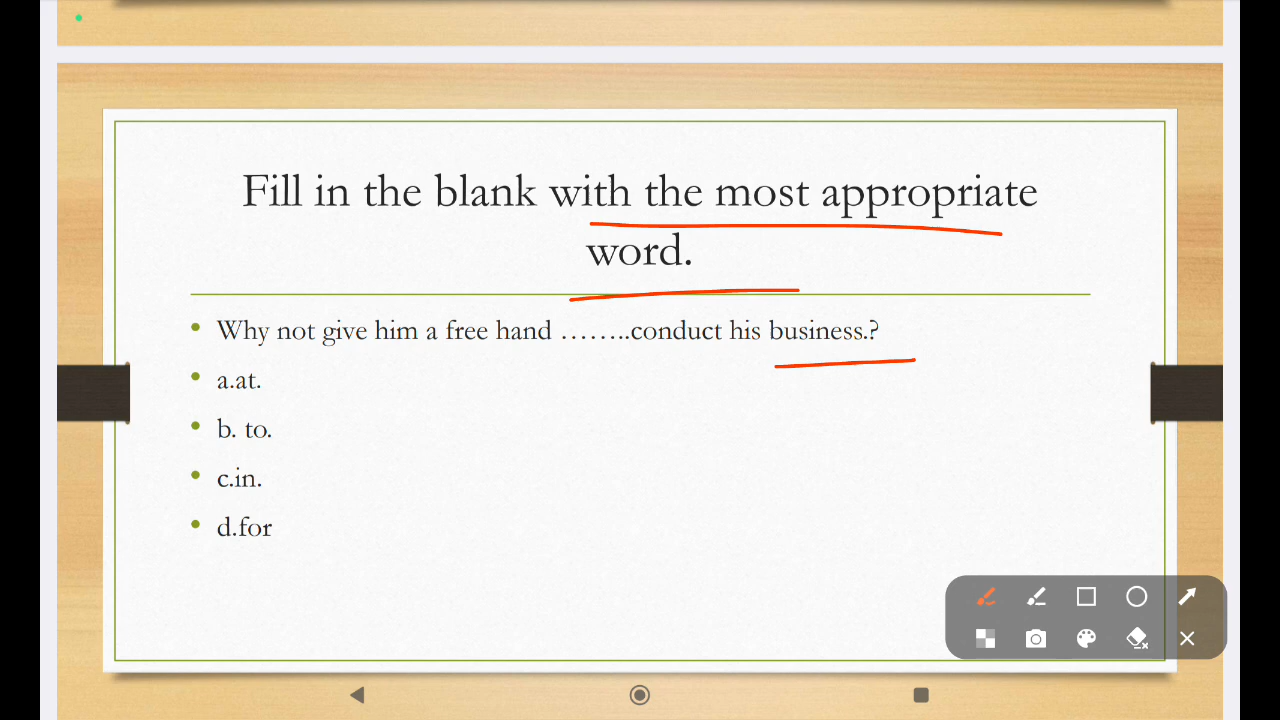 Fill in the blank with the most appropriate
word.
• Why not give him a free hand ……..conduct his business.?
• a.at.
• b. to.
• c.in.
• d.for